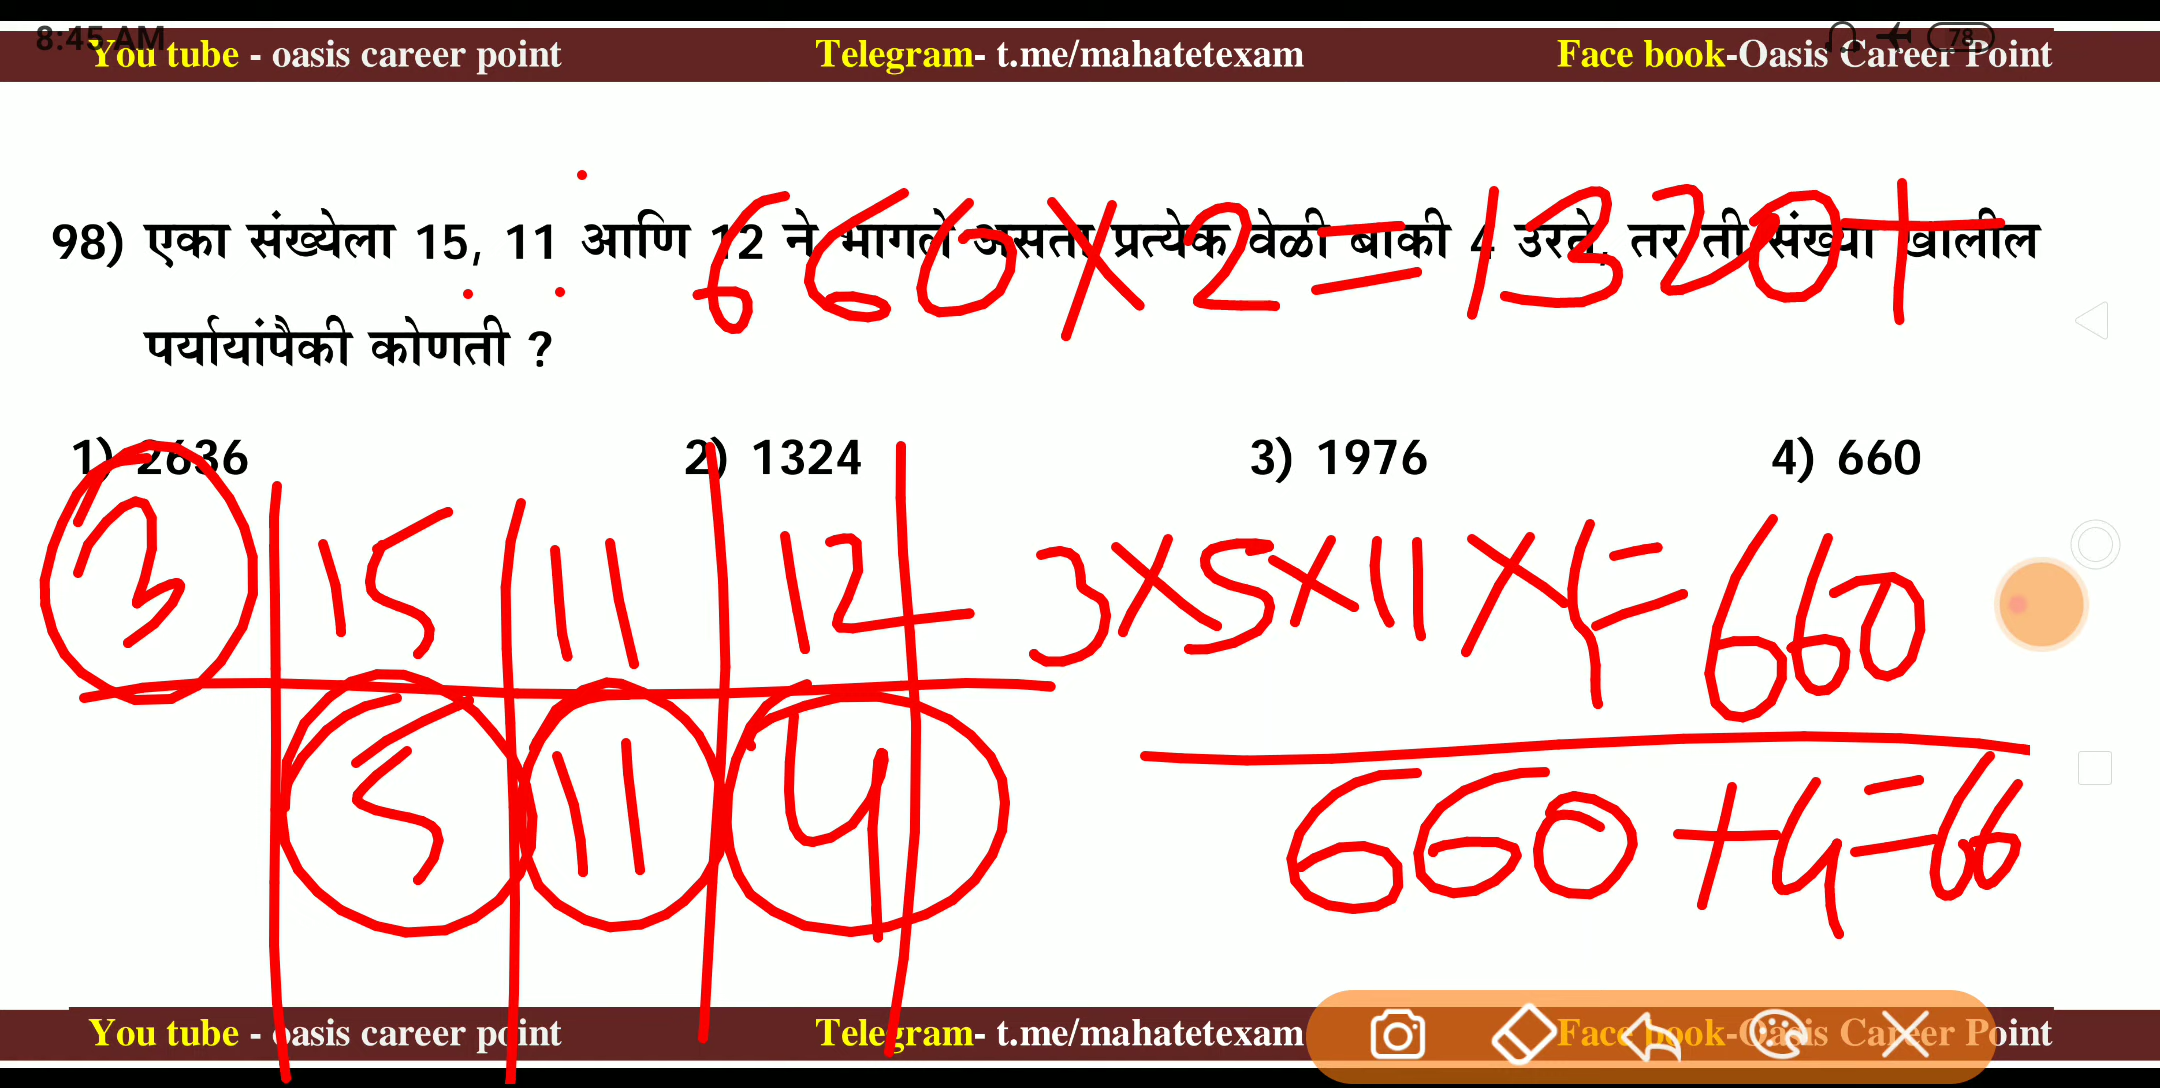 8:45 AM 78
You tube - oasis career point Telegram- t.me/mahatetexam Face book-Oasis Career Point
660 × 2 = 1320 +
98) एका संख्येला 15, 11 आणि 12 ने भागले असता प्रत्येक वेळी बाकी 4 उरते, तर ती संख्या खालील
पर्यायांपैकी कोणती ?
1) 2636 2) 1324 3) 1976 4) 660
3 15 11 12 3×5×11×4=660
5 11 4 660+4=66
You tube - oasis career point Telegram- t.me/mahatetexam Face book-Oasis Career Point